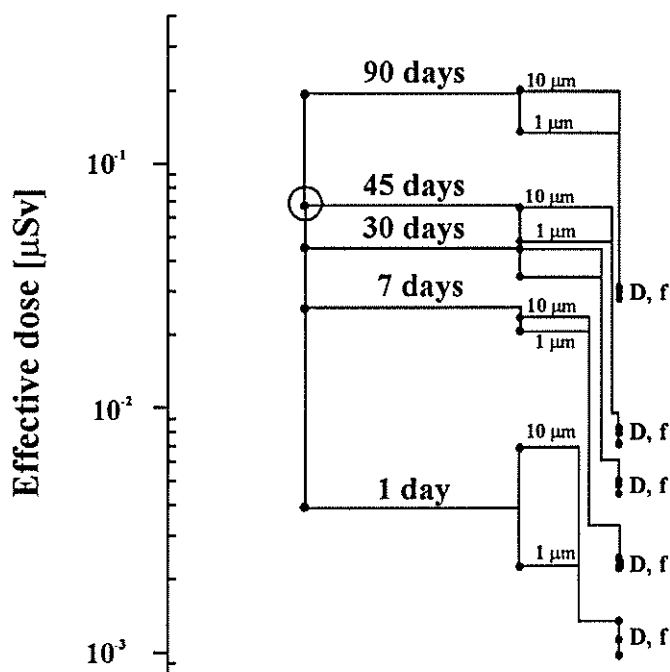 Effective dose [μSv]
10⁻¹
10⁻²
10⁻³
90 days
10 μm
1 μm
45 days
10 μm
1 μm
30 days
D, f
7 days
10 μm
1 μm
D, f
10 μm
1 day
D, f
1 μm
D, f
D, f